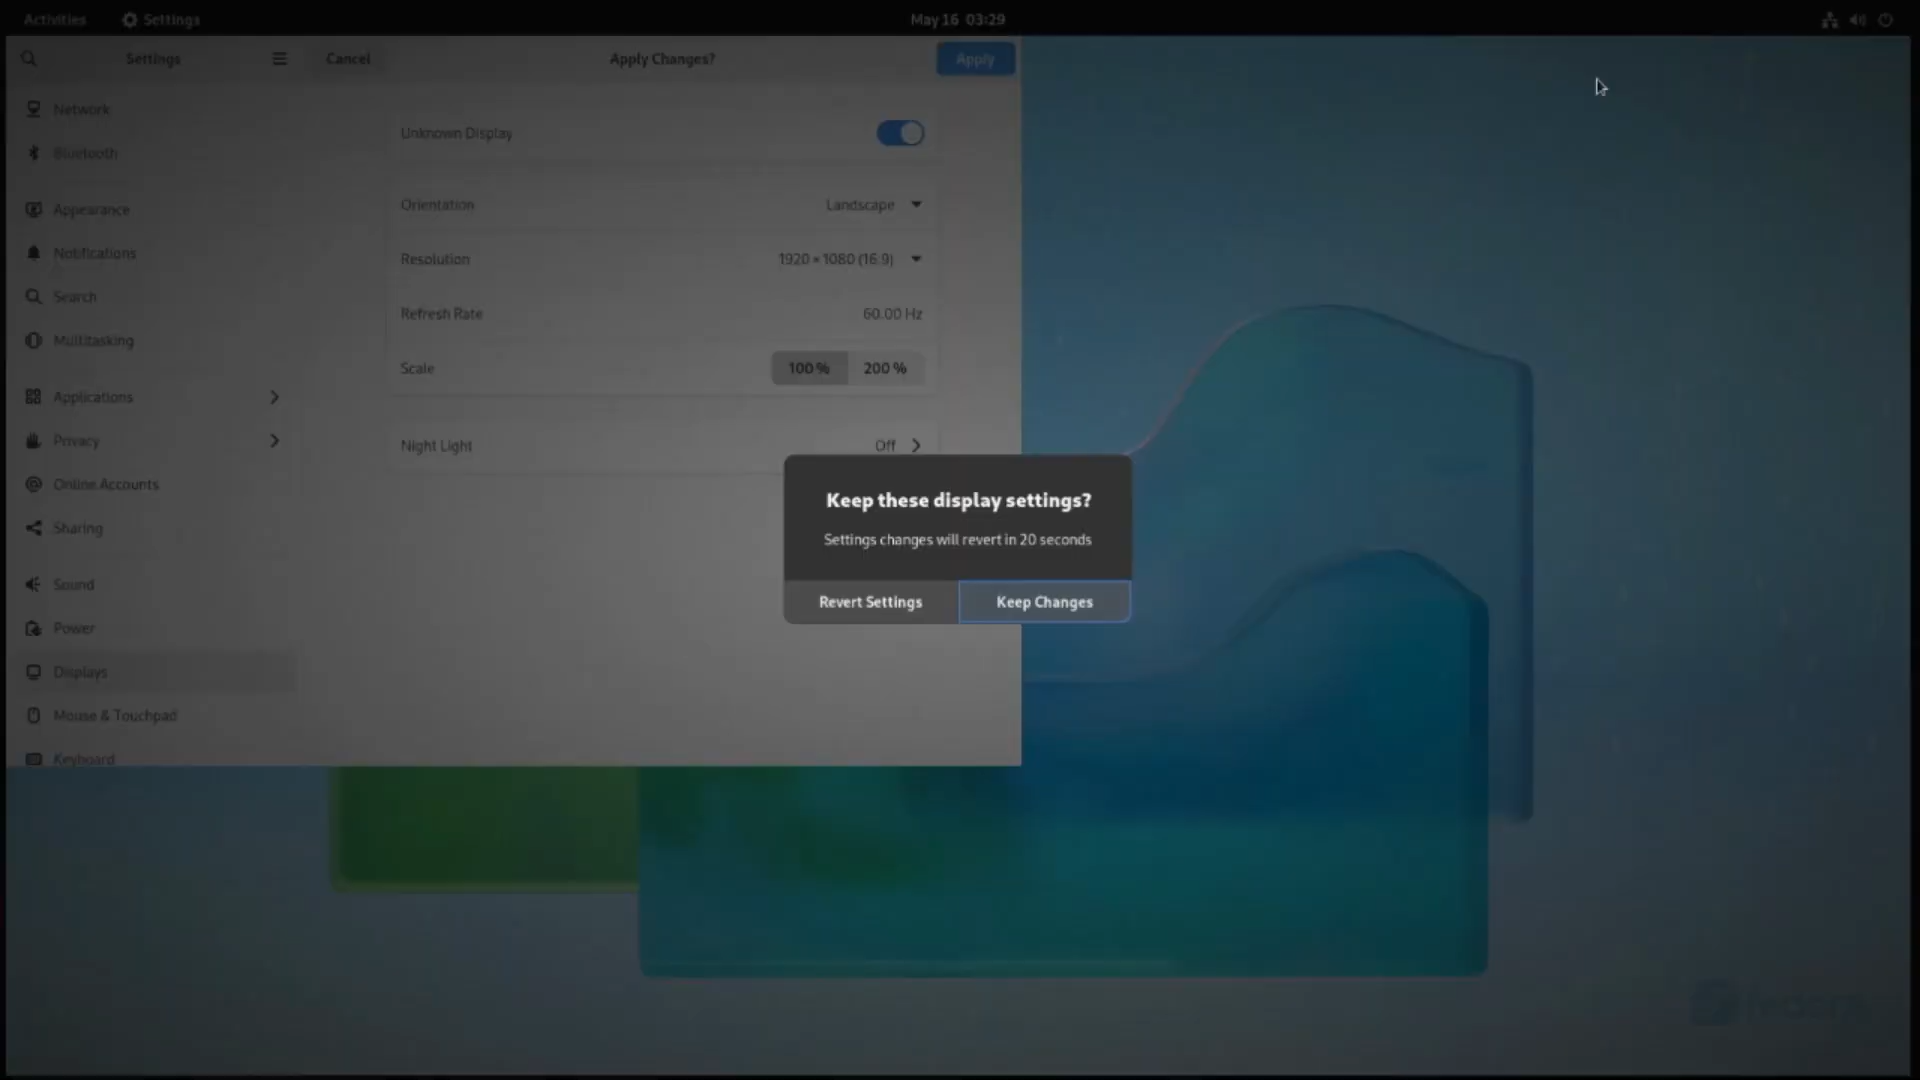 Activities
Settings
May 16 03:29
Settings
Cancel
Apply Changes?
Apply
Network
Bluetooth
Appearance
Notifications
Search
Multitasking
Applications
Privacy
Online Accounts
Sharing
Sound
Power
Displays
Mouse & Touchpad
Keyboard
Unknown Display
Orientation
Landscape
Resolution
1920 × 1080 (16:9)
Refresh Rate
60.00 Hz
Scale
100 %
200 %
Night Light
Off
Keep these display settings?
Settings changes will revert in 20 seconds
Revert Settings
Keep Changes
fedora